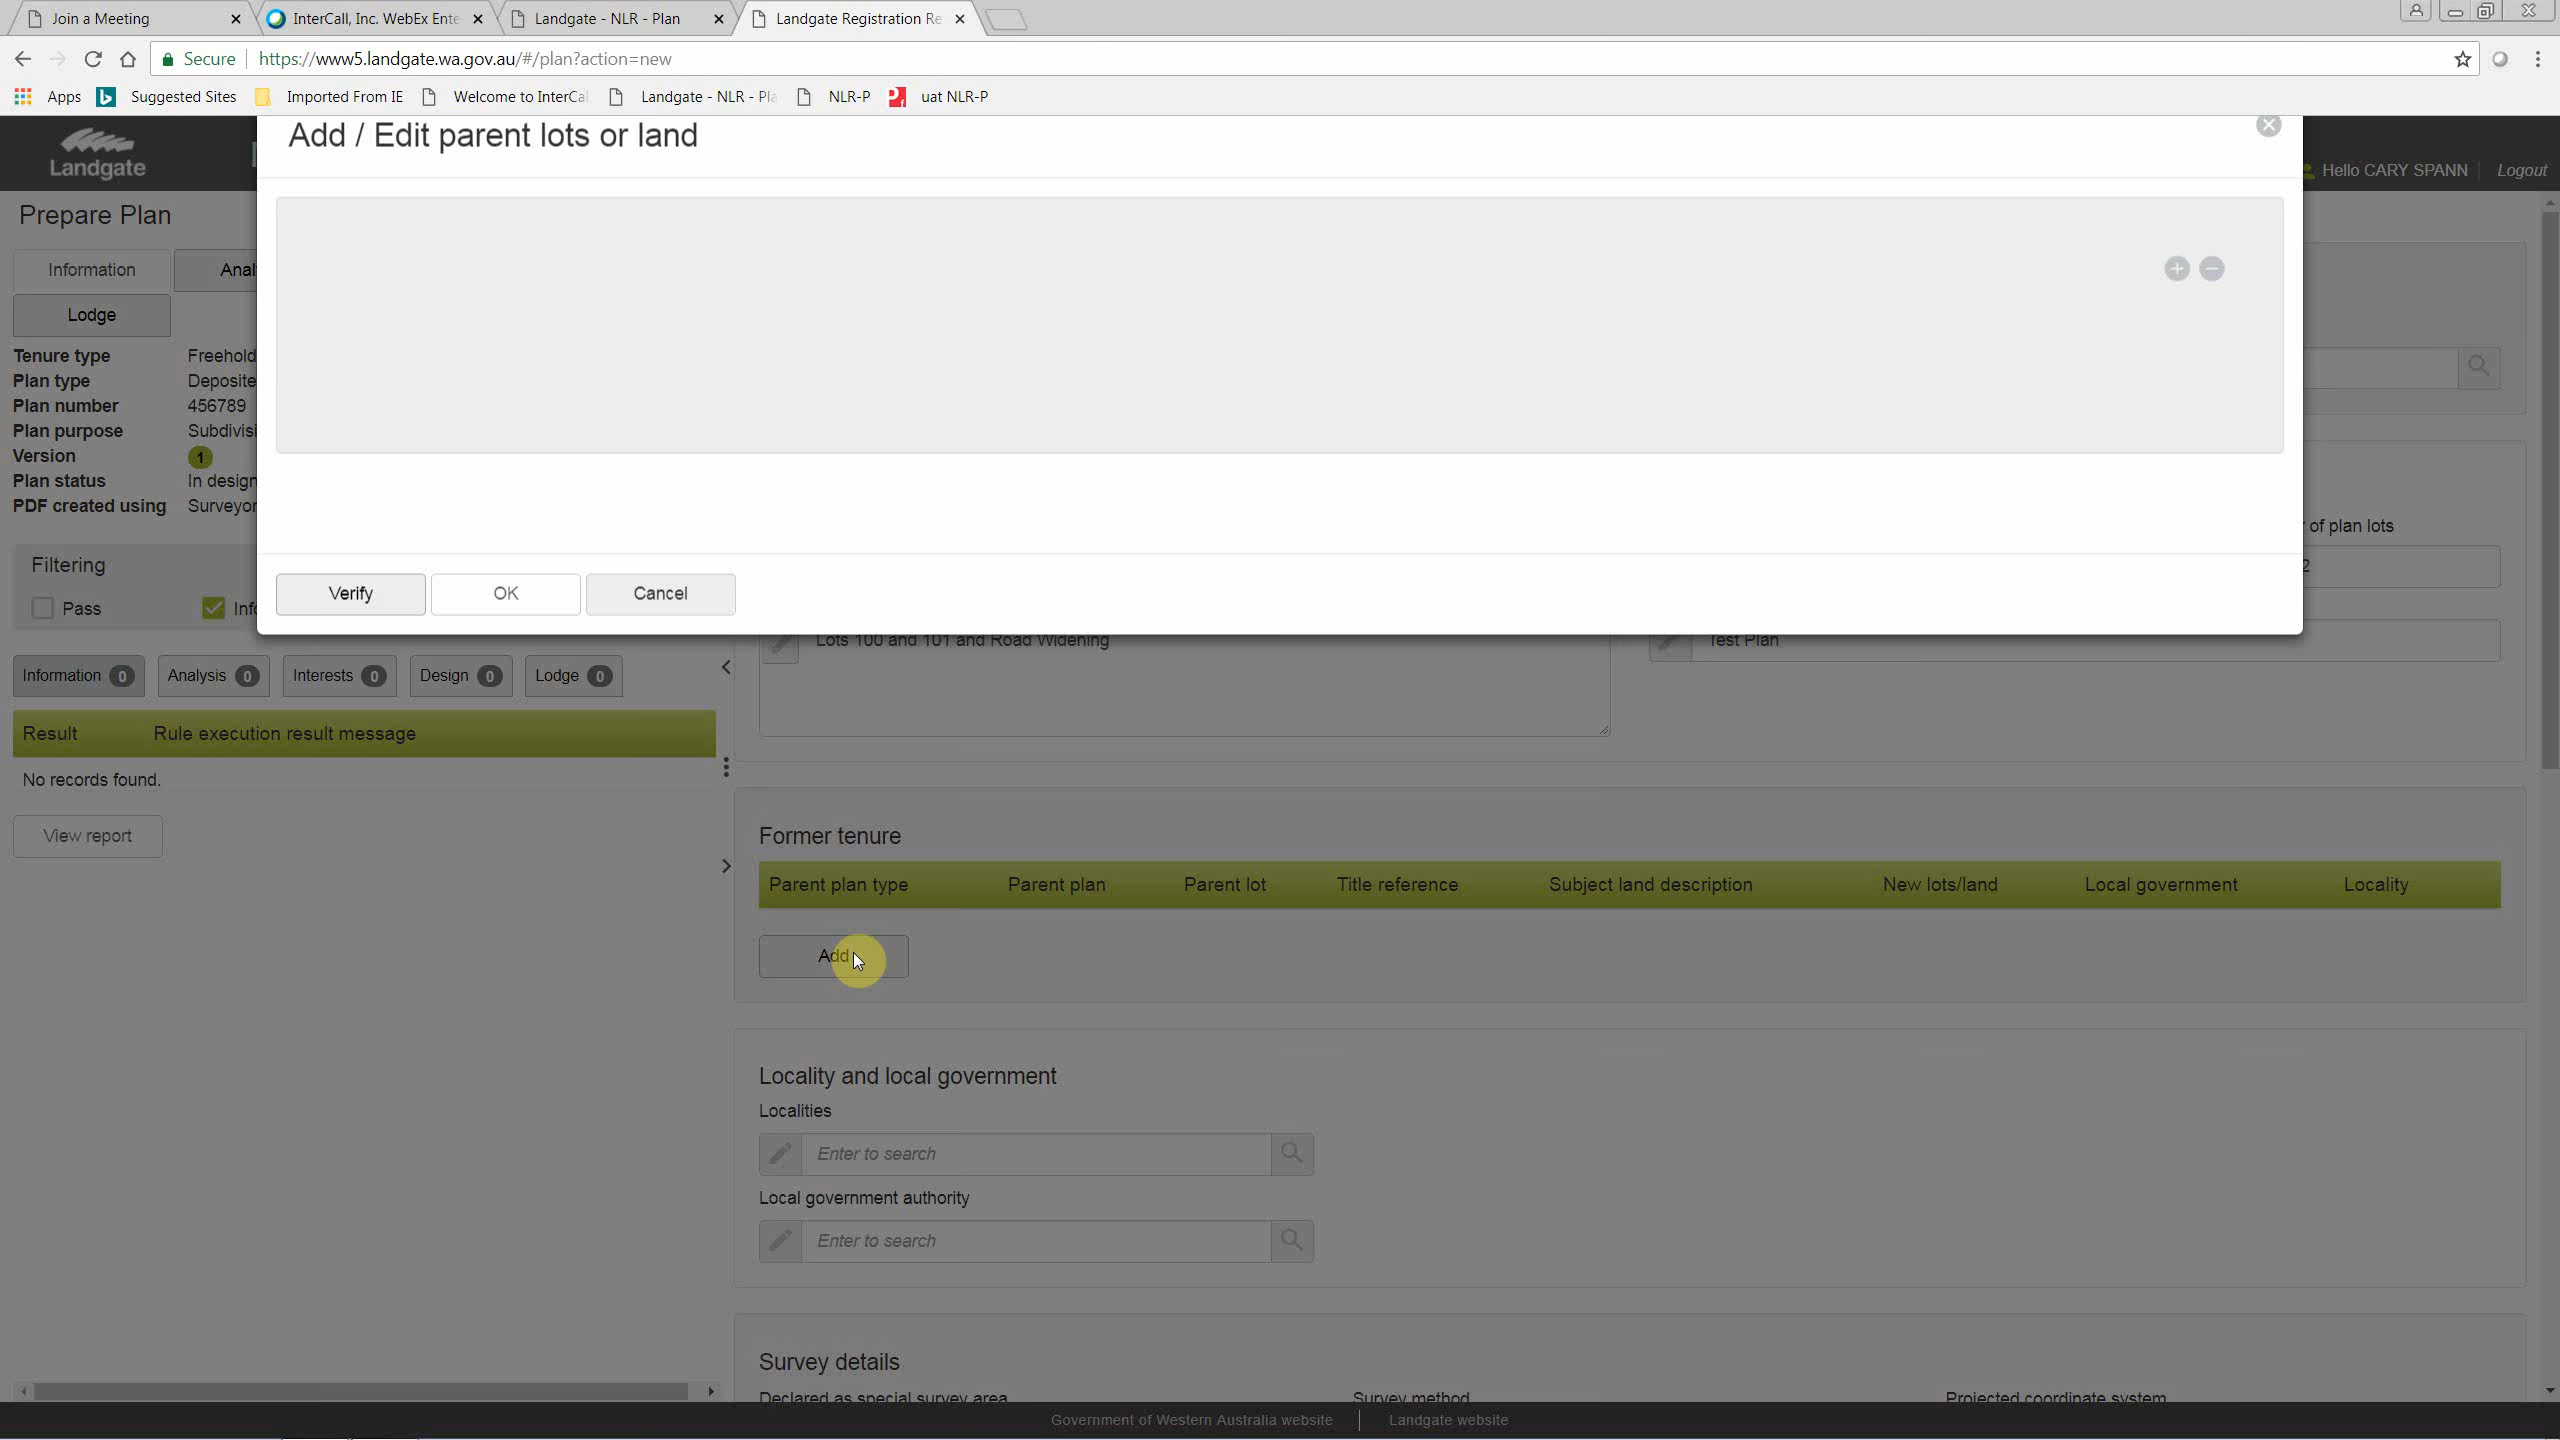 Join a Meeting
InterCall, Inc. WebEx Ente
Landgate - NLR - Plan
Landgate Registration Re
Secure
https://www5.landgate.wa.gov.au/#/plan?action=new
Apps
Suggested Sites
Imported From IE
Welcome to InterCal
Landgate - NLR - Pla
NLR-P
uat NLR-P
Add / Edit parent lots or land
Landgate
Hello CARY SPANN
Logout
Prepare Plan
Information
Anal
Lodge
Tenure type Freehold
Plan type Deposite
Plan number 456789
Plan purpose Subdivisi
Version 1
Plan status In design
PDF created using Surveyor
of plan lots
2
Filtering
Pass
Info
Verify
OK
Cancel
Lots 100 and 101 and Road Widening
Test Plan
Information 0
Analysis 0
Interests 0
Design 0
Lodge 0
Result
Rule execution result message
No records found.
View report
Former tenure
Parent plan type
Parent plan
Parent lot
Title reference
Subject land description
New lots/land
Local government
Locality
Add
Locality and local government
Localities
Enter to search
Local government authority
Enter to search
Survey details
Declared as special survey area
Survey method
Projected coordinate system
Government of Western Australia website
Landgate website